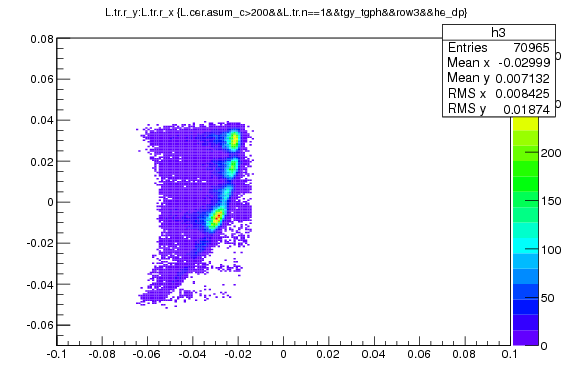 L.tr.r_y:L.tr.r_x {L.cer.asum_c>200&&L.tr.n==1&&tgy_tgph&&row3&&he_dp}
h3
Entries 70965
Mean x -0.02999
Mean y 0.007132
RMS x 0.008425
RMS y 0.01874
0.08
0.06
0.04
0.02
0
-0.02
-0.04
-0.06
-0.1 -0.08 -0.06 -0.04 -0.02 0 0.02 0.04 0.06 0.08 0.1
200
150
100
50
0